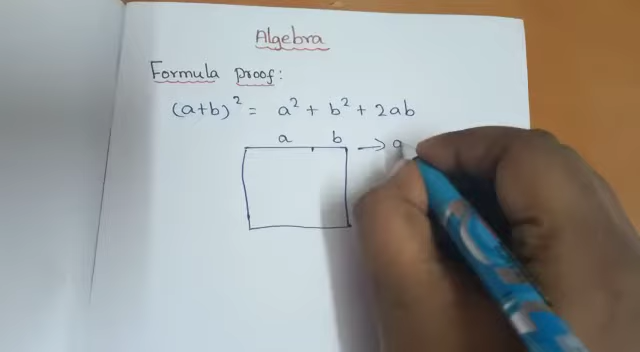 Algebra
Formula proof:
(a+b)² = a² + b² + 2ab
a b → a